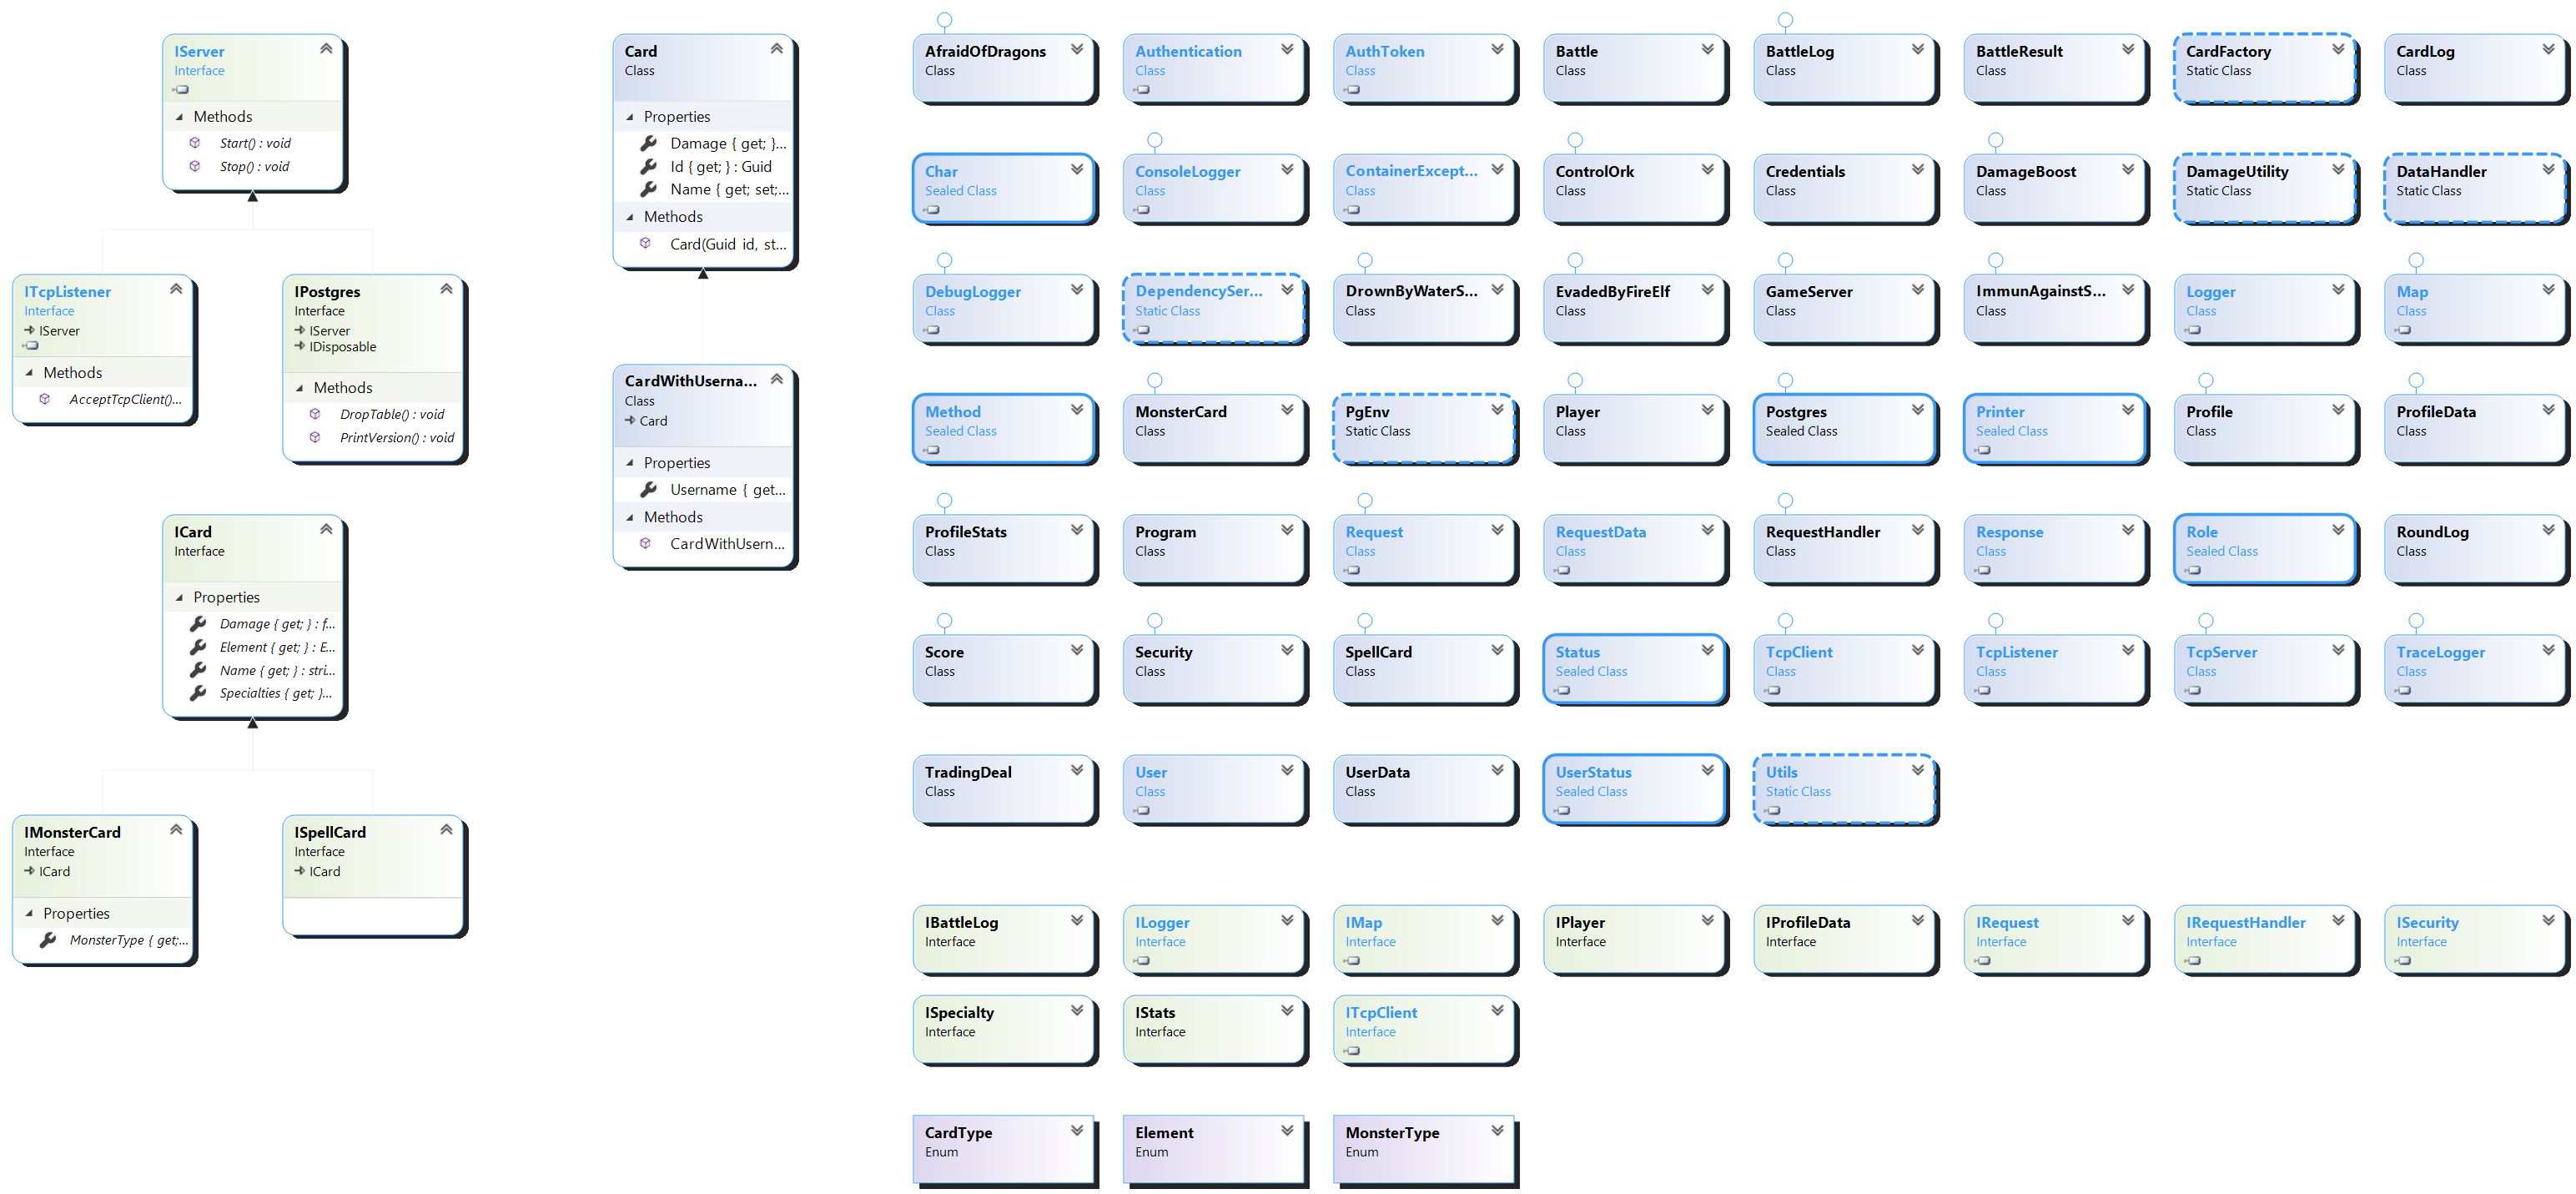 IServer
Interface
Methods
Start() : void
Stop() : void
ITcpListener
Interface
IServer
Methods
AcceptTcpClient()...
IPostgres
Interface
IServer
IDisposable
Methods
DropTable() : void
PrintVersion() : void
ICard
Interface
Properties
Damage { get; } : f...
Element { get; } : E...
Name { get; } : stri...
Specialties { get; }...
IMonsterCard
Interface
ICard
Properties
MonsterType { get;...
ISpellCard
Interface
ICard
Card
Class
Properties
Damage { get; }...
Id { get; } : Guid
Name { get; set;...
Methods
Card(Guid id, st...
CardWithUserna...
Class
Card
Properties
Username { get...
Methods
CardWithUsern...
AfraidOfDragons
Class
Authentication
Class
AuthToken
Class
Battle
Class
BattleLog
Class
BattleResult
Class
CardFactory
Static Class
CardLog
Class
Char
Sealed Class
ConsoleLogger
Class
ContainerExcept...
Class
ControlOrk
Class
Credentials
Class
DamageBoost
Class
DamageUtility
Static Class
DataHandler
Static Class
DebugLogger
Class
DependencySer...
Static Class
DrownByWaterS...
Class
EvadedByFireElf
Class
GameServer
Class
ImmunAgainstS...
Class
Logger
Class
Map
Class
Method
Sealed Class
MonsterCard
Class
PgEnv
Static Class
Player
Class
Postgres
Sealed Class
Printer
Sealed Class
Profile
Class
ProfileData
Class
ProfileStats
Class
Program
Class
Request
Class
RequestData
Class
RequestHandler
Class
Response
Class
Role
Sealed Class
RoundLog
Class
Score
Class
Security
Class
SpellCard
Class
Status
Sealed Class
TcpClient
Class
TcpListener
Class
TcpServer
Class
TraceLogger
Class
TradingDeal
Class
User
Class
UserData
Class
UserStatus
Sealed Class
Utils
Static Class
IBattleLog
Interface
ILogger
Interface
IMap
Interface
IPlayer
Interface
IProfileData
Interface
IRequest
Interface
IRequestHandler
Interface
ISecurity
Interface
ISpecialty
Interface
IStats
Interface
ITcpClient
Interface
CardType
Enum
Element
Enum
MonsterType
Enum